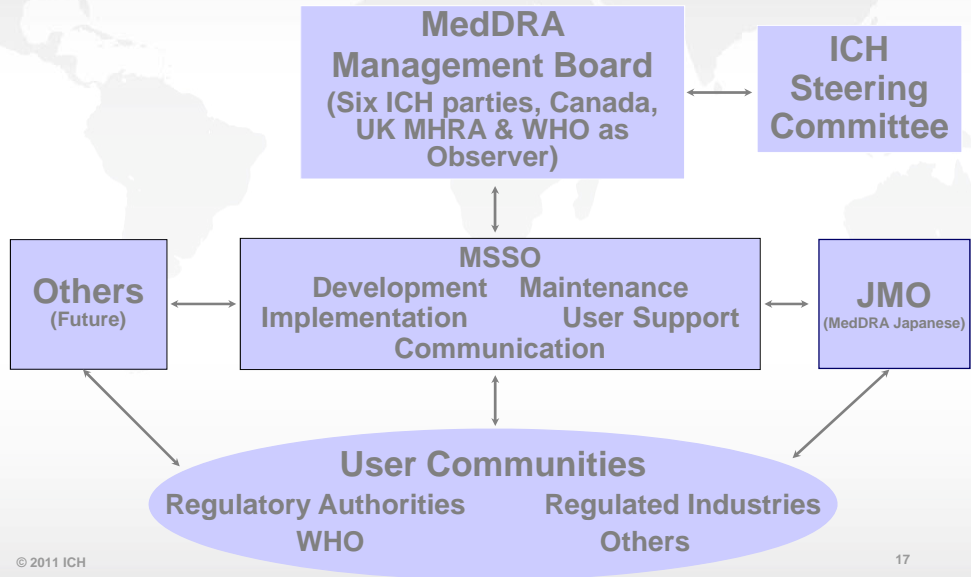 MedDRA
Management Board
(Six ICH parties, Canada,
UK MHRA & WHO as
Observer)
ICH
Steering
Committee
Others
(Future)
MSSO
Development Maintenance
Implementation User Support
Communication
JMO
(MedDRA Japanese)
User Communities
Regulatory Authorities Regulated Industries
WHO Others
© 2011 ICH
17